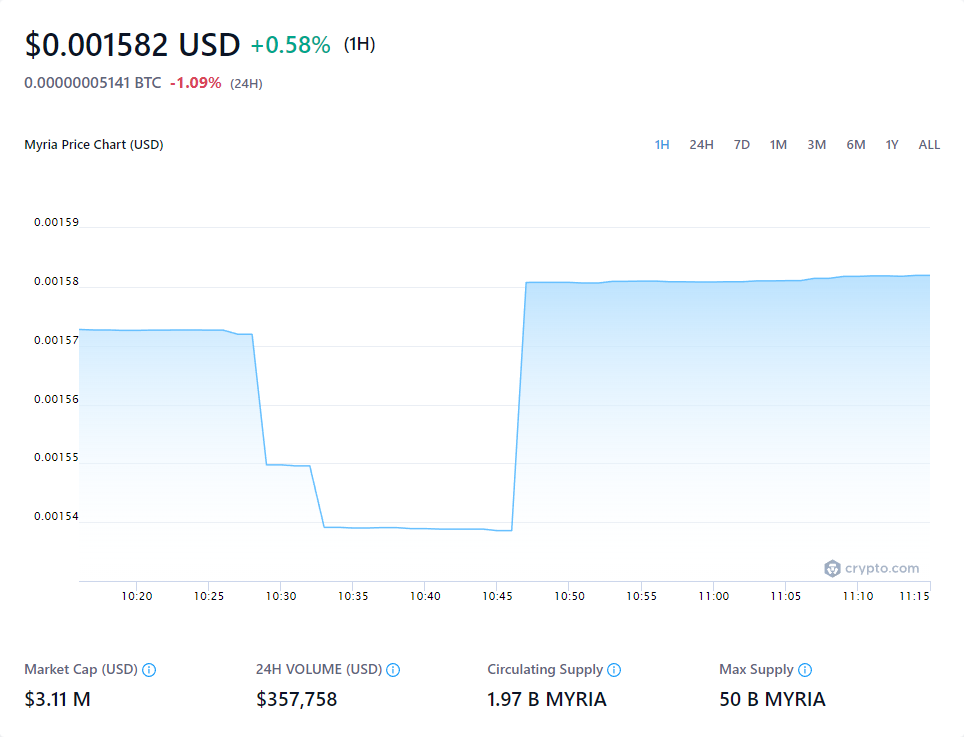 $0.001582 USD +0.58% (1H)
0.00000005141 BTC -1.09% (24H)
Myria Price Chart (USD) 1H 24H 7D 1M 3M 6M 1Y ALL
0.00159
0.00158
0.00157
0.00156
0.00155
0.00154
crypto.com
10:20 10:25 10:30 10:35 10:40 10:45 10:50 10:55 11:00 11:05 11:10 11:15
Market Cap (USD) 24H VOLUME (USD) Circulating Supply Max Supply
$3.11 M $357,758 1.97 B MYRIA 50 B MYRIA